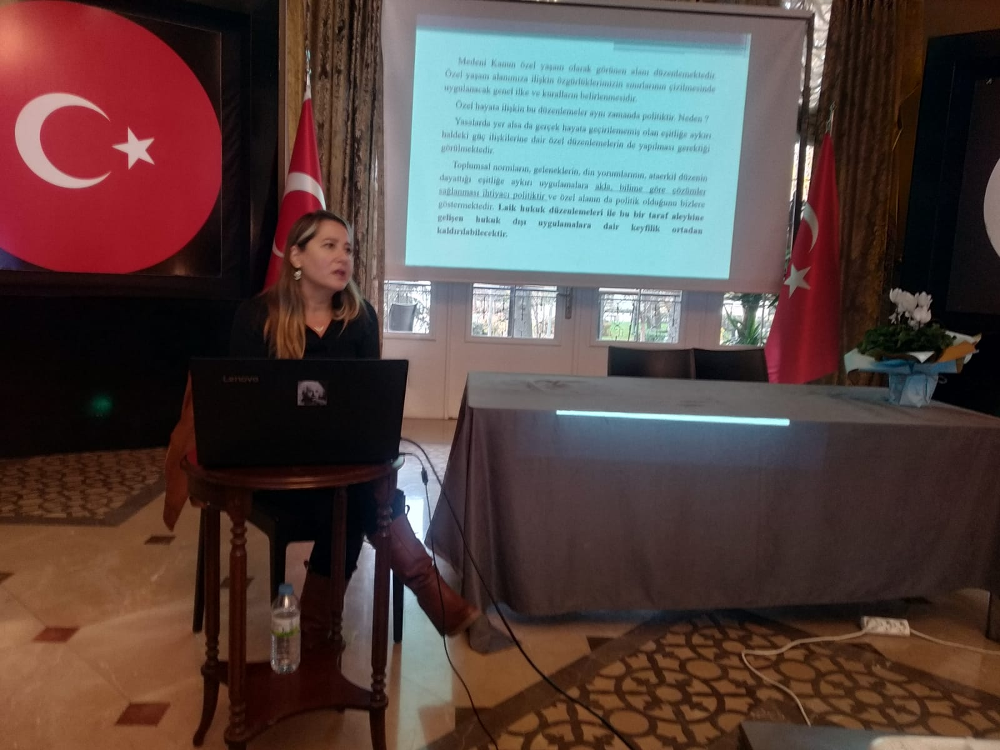 Medeni Kanun özel yaşam olarak görünen alanı düzenlemektedir.
Özel yaşam alanımıza ilişkin özgürlüklerimizin sınırlarının çizilmesinde
uygulanacak genel ilke ve kuralların belirlenmesidir.
Özel hayata ilişkin bu düzenlemeler aynı zamanda politiktir. Neden ?
Yasalarda yer alsa da gerçek hayata geçirilememiş olan eşitliğe aykırı
haldeki güç ilişkilerine dair özel düzenlemelerin de yapılması gerektiği
görülmektedir.
Toplumsal normların, geleneklerin, din yorumlarının, ataerkil düzenin
dayattığı eşitliğe aykırı uygulamalara akla, bilime göre çözümler
sağlanması ihtiyacı politiktir ve özel alanın da politik olduğunu bizlere
göstermektedir. Laik hukuk düzenlemeleri ile bu bir taraf aleyhine
gelişen hukuk dışı uygulamalara dair keyfilik ortadan
kaldırılabilecektir.
Lenovo